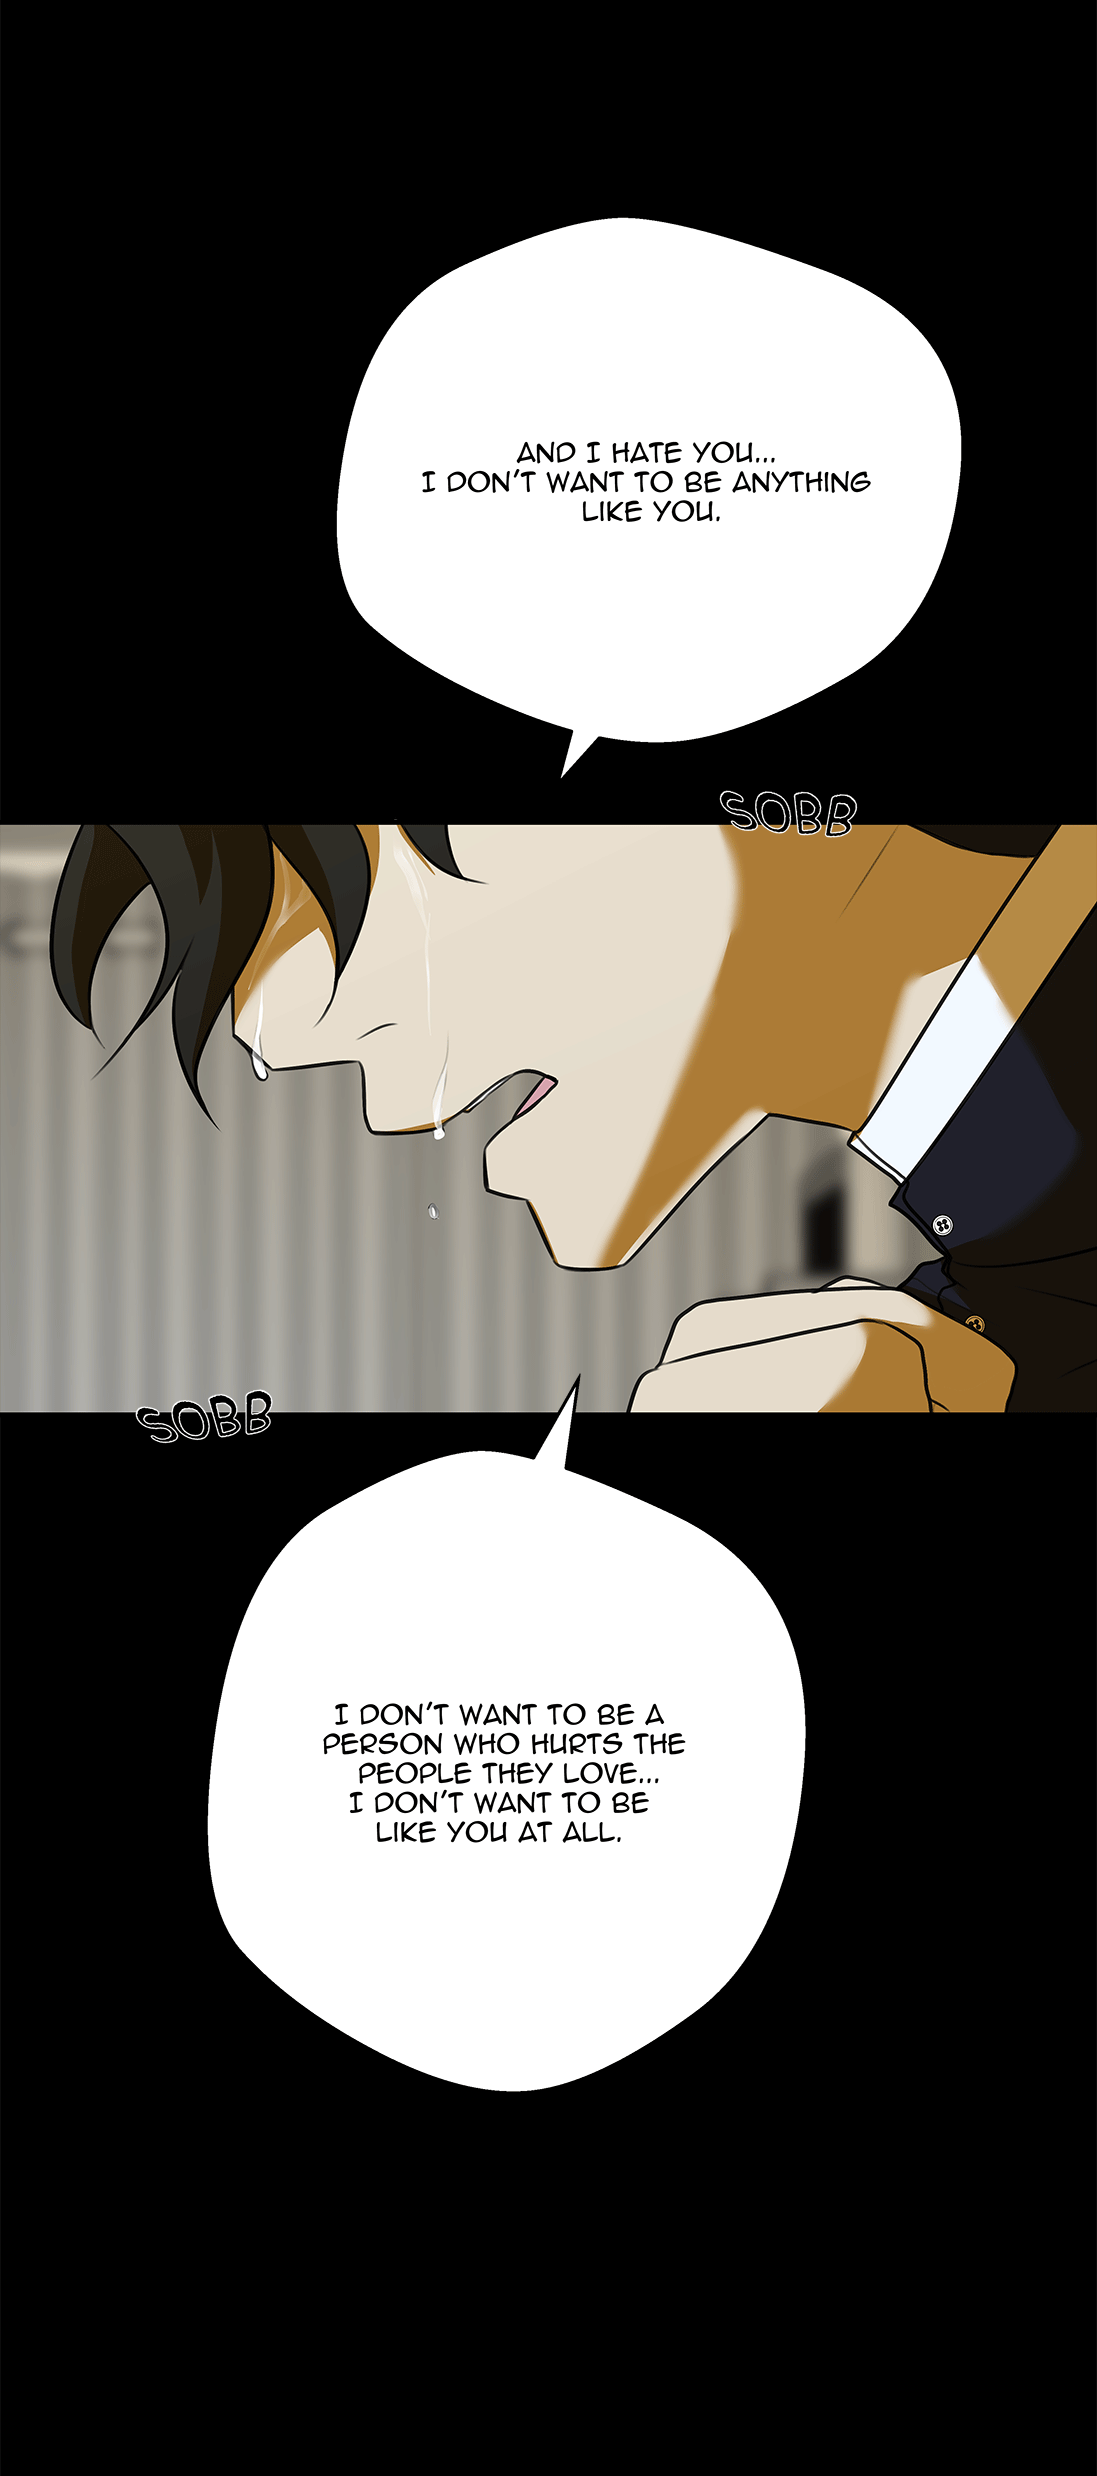 AND I HATE YOU...
I DON'T WANT TO BE ANYTHING
LIKE YOU.
SOBB
SOBB
I DON'T WANT TO BE A
PERSON WHO HURTS THE
PEOPLE THEY LOVE...
I DON'T WANT TO BE
LIKE YOU AT ALL.